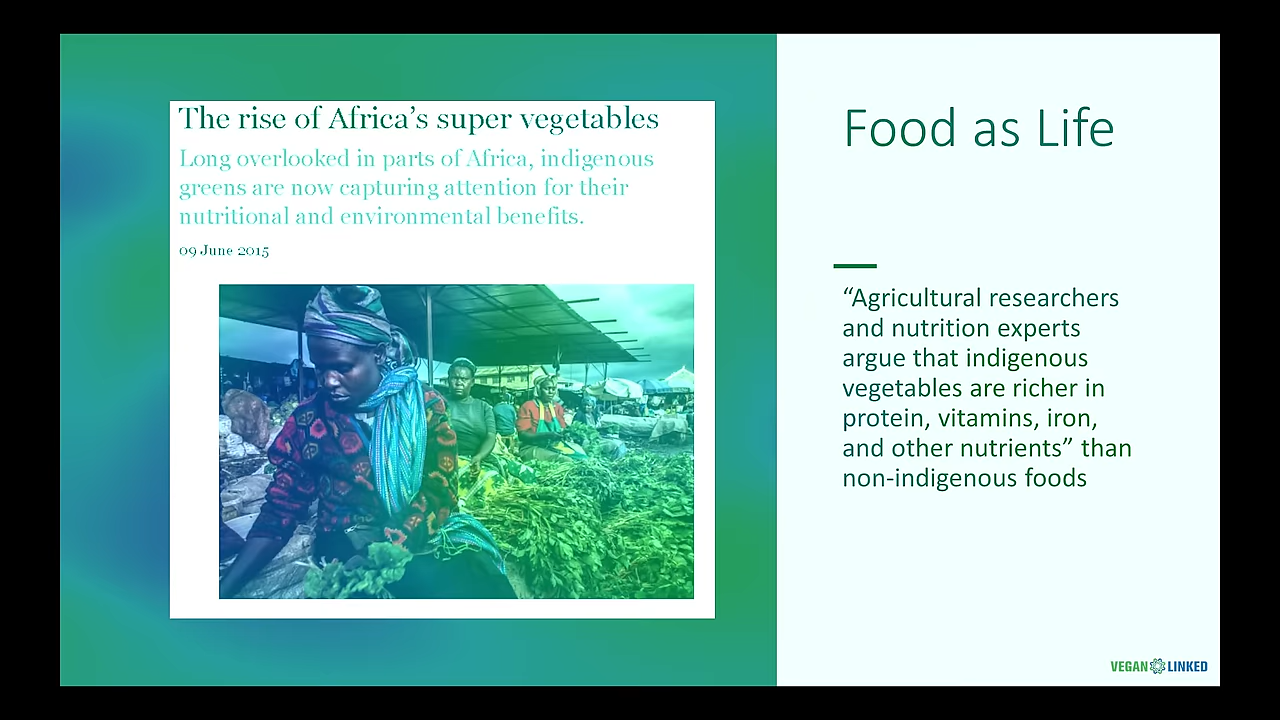 The rise of Africa's super vegetables
Long overlooked in parts of Africa, indigenous
greens are now capturing attention for their
nutritional and environmental benefits.
09 June 2015
Food as Life
“Agricultural researchers
and nutrition experts
argue that indigenous
vegetables are richer in
protein, vitamins, iron,
and other nutrients” than
non-indigenous foods
VEGAN LINKED